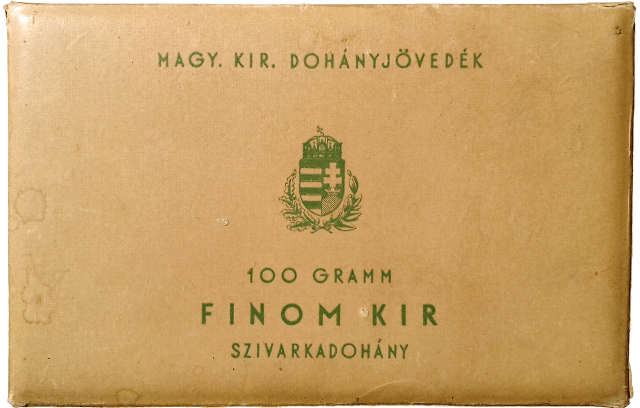 MAGY. KIR. DOHÁNYJÖVEDÉK
100 GRAMM
FINOM KIR
SZIVARKADOHÁNY